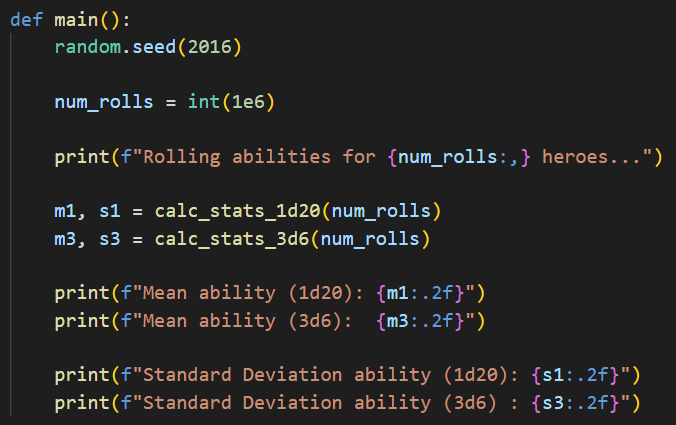 def main():
    random.seed(2016)

    num_rolls = int(1e6)

    print(f"Rolling abilities for {num_rolls:,} heroes...")

    m1, s1 = calc_stats_1d20(num_rolls)
    m3, s3 = calc_stats_3d6(num_rolls)

    print(f"Mean ability (1d20): {m1:.2f}")
    print(f"Mean ability (3d6):  {m3:.2f}")

    print(f"Standard Deviation ability (1d20): {s1:.2f}")
    print(f"Standard Deviation ability (3d6) : {s3:.2f}")